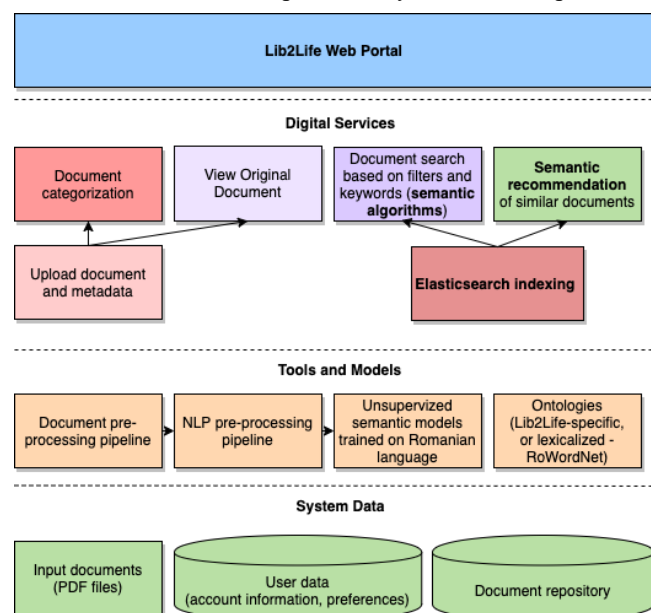 Lib2Life Web Portal
Digital Services
Document
categorization
View Original
Document
Document search
based on filters and
keywords (semantic
algorithms)
Semantic
recommendation
of similar documents
Upload document
and metadata
Elasticsearch indexing
Tools and Models
Document pre-
processing pipeline
NLP pre-processing
pipeline
Unsupervized
semantic models
trained on Romanian
language
Ontologies
(Lib2Life-specific,
or lexicalized -
RoWordNet)
System Data
Input documents
(PDF files)
User data
(account information, preferences)
Document repository